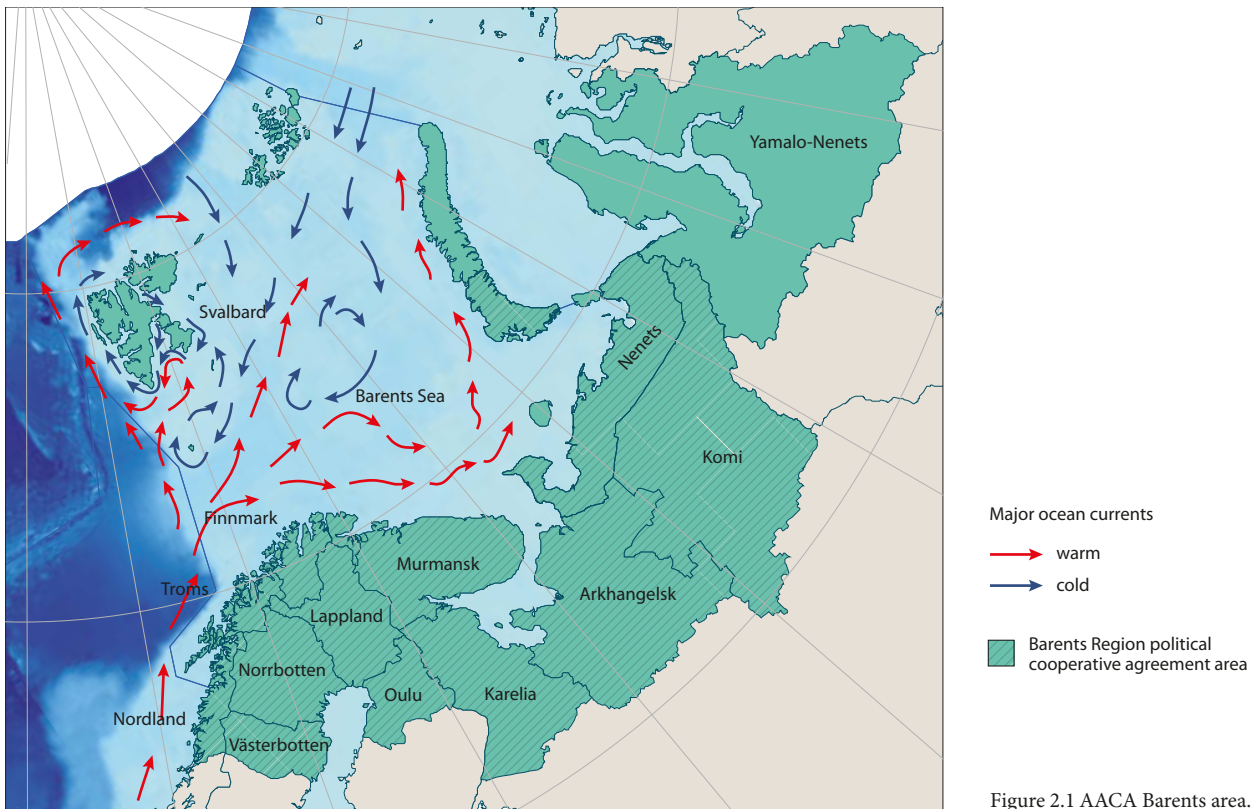 Yamalo-Nenets
Svalbard
Nenets
Barents Sea
Komi
Finnmark
Murmansk
Troms
Arkhangelsk
Lappland
Norrbotten
Oulu
Karelia
Nordland
Västerbotten
Major ocean currents
warm
cold
Barents Region political
cooperative agreement area
Figure 2.1 AACA Barents area.